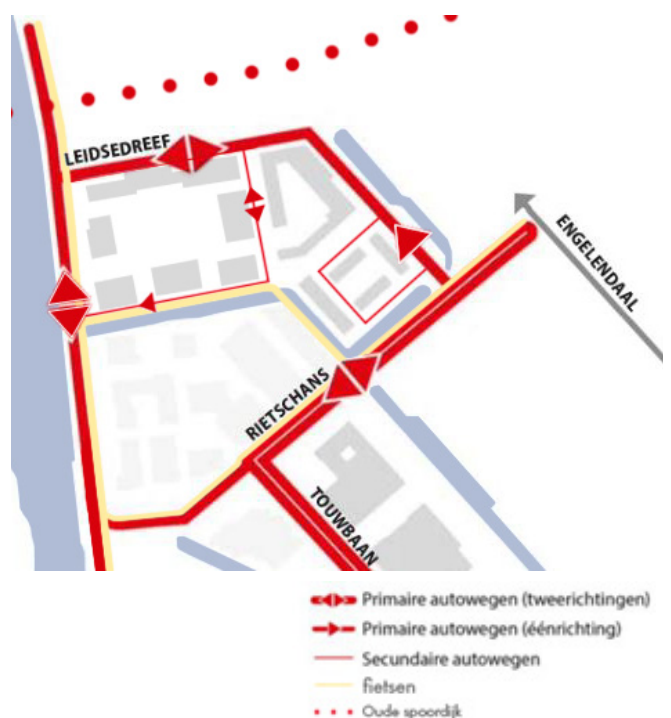 LEIDSEDREEF
ENGELENDAAL
RIETSCHANS
TOUWBAAN
Primaire autowegen (tweerichtingen)
Primaire autowegen (éénrichting)
Secundaire autowegen
fietsen
Oude spoordijk